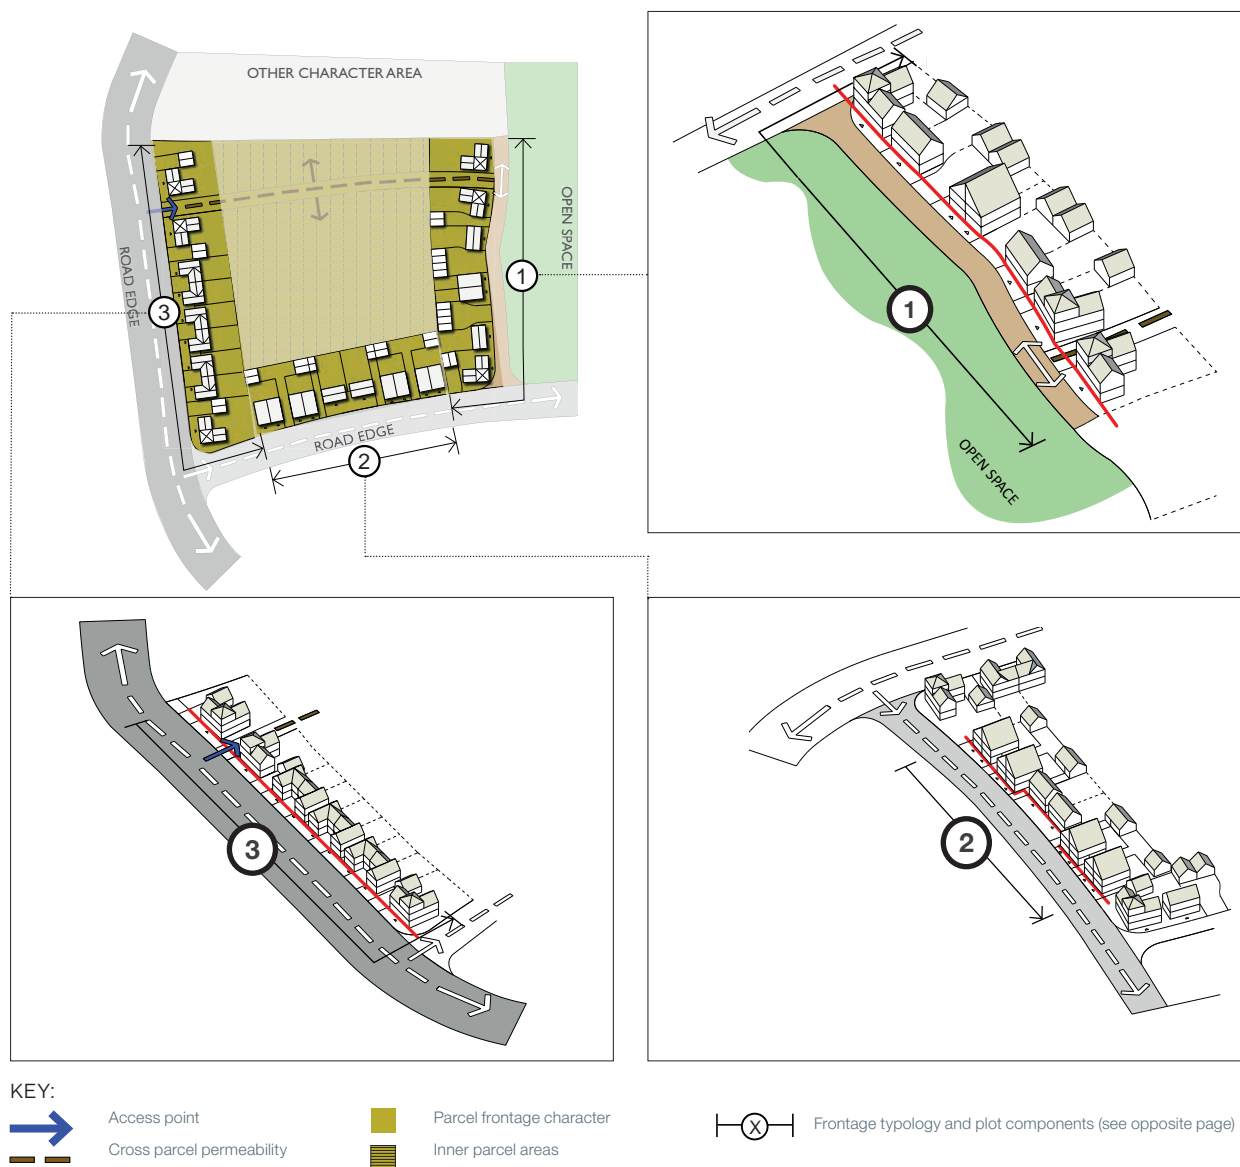 OTHER CHARACTER AREA
OPEN SPACE
1
ROAD EDGE
3
ROAD EDGE
2
1
OPEN SPACE
3
2
KEY:
Access point
Cross parcel permeability
Parcel frontage character
Inner parcel areas
X
Frontage typology and plot components (see opposite page)